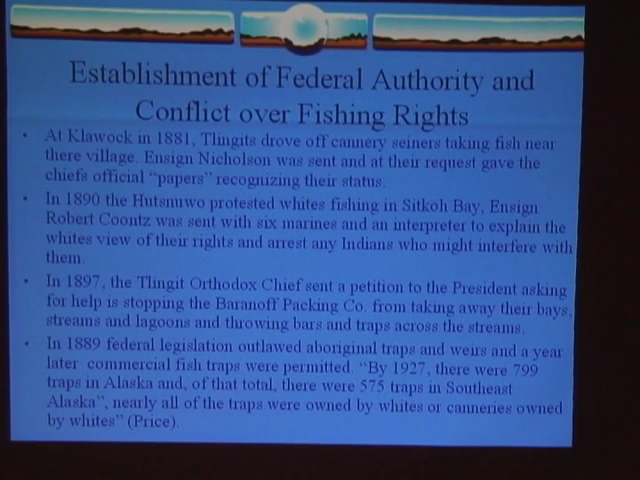 Establishment of Federal Authority and
Conflict over Fishing Rights
• At Klawock in 1881, Tlingits drove off cannery seiners taking fish near
there village. Ensign Nicholson was sent and at their request gave the
chiefs official “papers” recognizing their status.
• In 1890 the Hutsnuwo protested whites fishing in Sitkoh Bay, Ensign
Robert Coontz was sent with six marines and an interpreter to explain the
whites view of their rights and arrest any Indians who might interfere with
them.
• In 1897, the Tlingit Orthodox Chief sent a petition to the President asking
for help is stopping the Baranoff Packing Co. from taking away their bays,
streams and lagoons and throwing bars and traps across the streams.
• In 1889 federal legislation outlawed aboriginal traps and weirs and a year
later commercial fish traps were permitted. “By 1927, there were 799
traps in Alaska and, of that total, there were 575 traps in Southeast
Alaska”, nearly all of the traps were owned by whites or canneries owned
by whites” (Price).